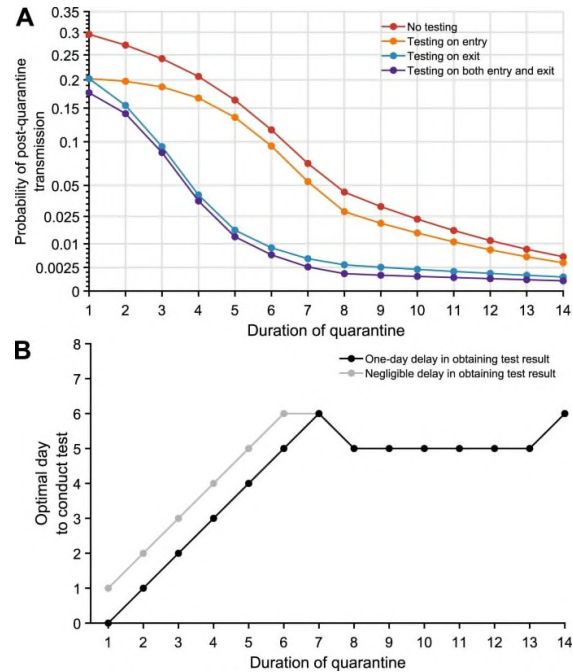 A
0.35
0.3
0.25
0.2
0.15
0.1
0.05
0.025
0.01
0.0025
0
Probability of post-quarantine
transmission
No testing
Testing on entry
Testing on exit
Testing on both entry and exit
1 2 3 4 5 6 7 8 9 10 11 12 13 14
Duration of quarantine
B
8
7
6
5
4
3
2
1
0
Optimal day
to conduct test
One-day delay in obtaining test result
Negligible delay in obtaining test result
1 2 3 4 5 6 7 8 9 10 11 12 13 14
Duration of quarantine